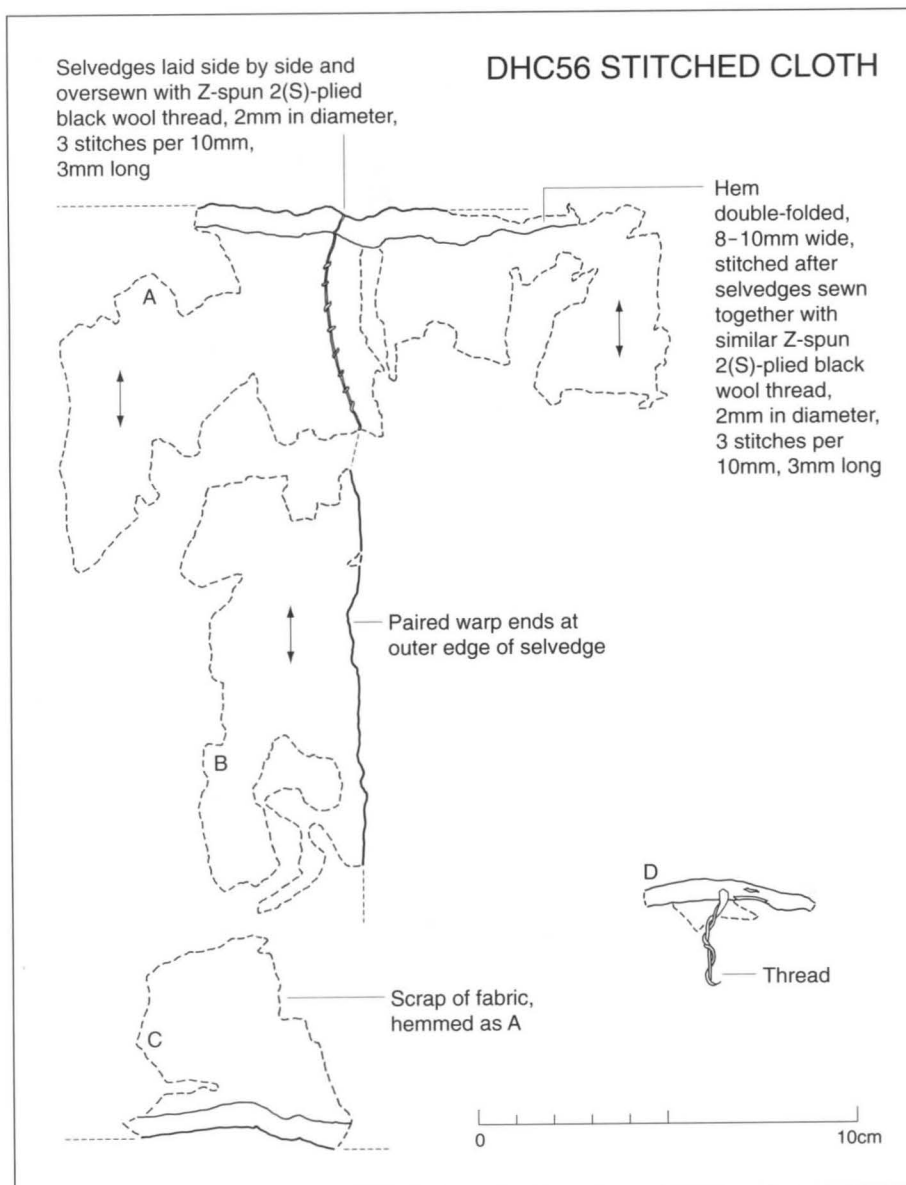 DHC56 STITCHED CLOTH
Selvedges laid side by side and
oversewn with Z-spun 2(S)-plied
black wool thread, 2mm in diameter,
3 stitches per 10mm,
3mm long
Hem
double-folded,
8–10mm wide,
stitched after
selvedges sewn
together with
similar Z-spun
2(S)-plied black
wool thread,
2mm in diameter,
3 stitches per
10mm, 3mm long
A
Paired warp ends at
outer edge of selvedge
B
D
Thread
Scrap of fabric,
hemmed as A
C
0
10cm